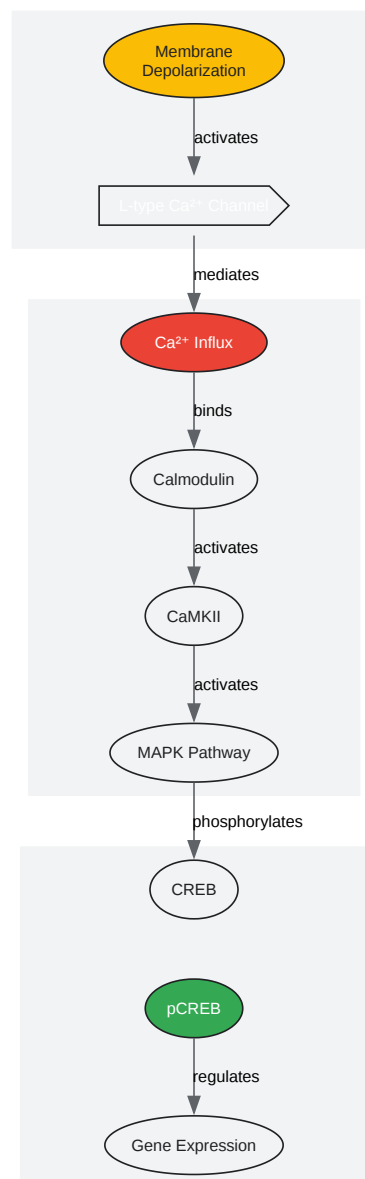 Membrane
Depolarization
activates
L-type Ca²⁺ Channel
mediates
Ca²⁺ Influx
binds
Calmodulin
activates
CaMKII
activates
MAPK Pathway
phosphorylates
CREB
pCREB
regulates
Gene Expression